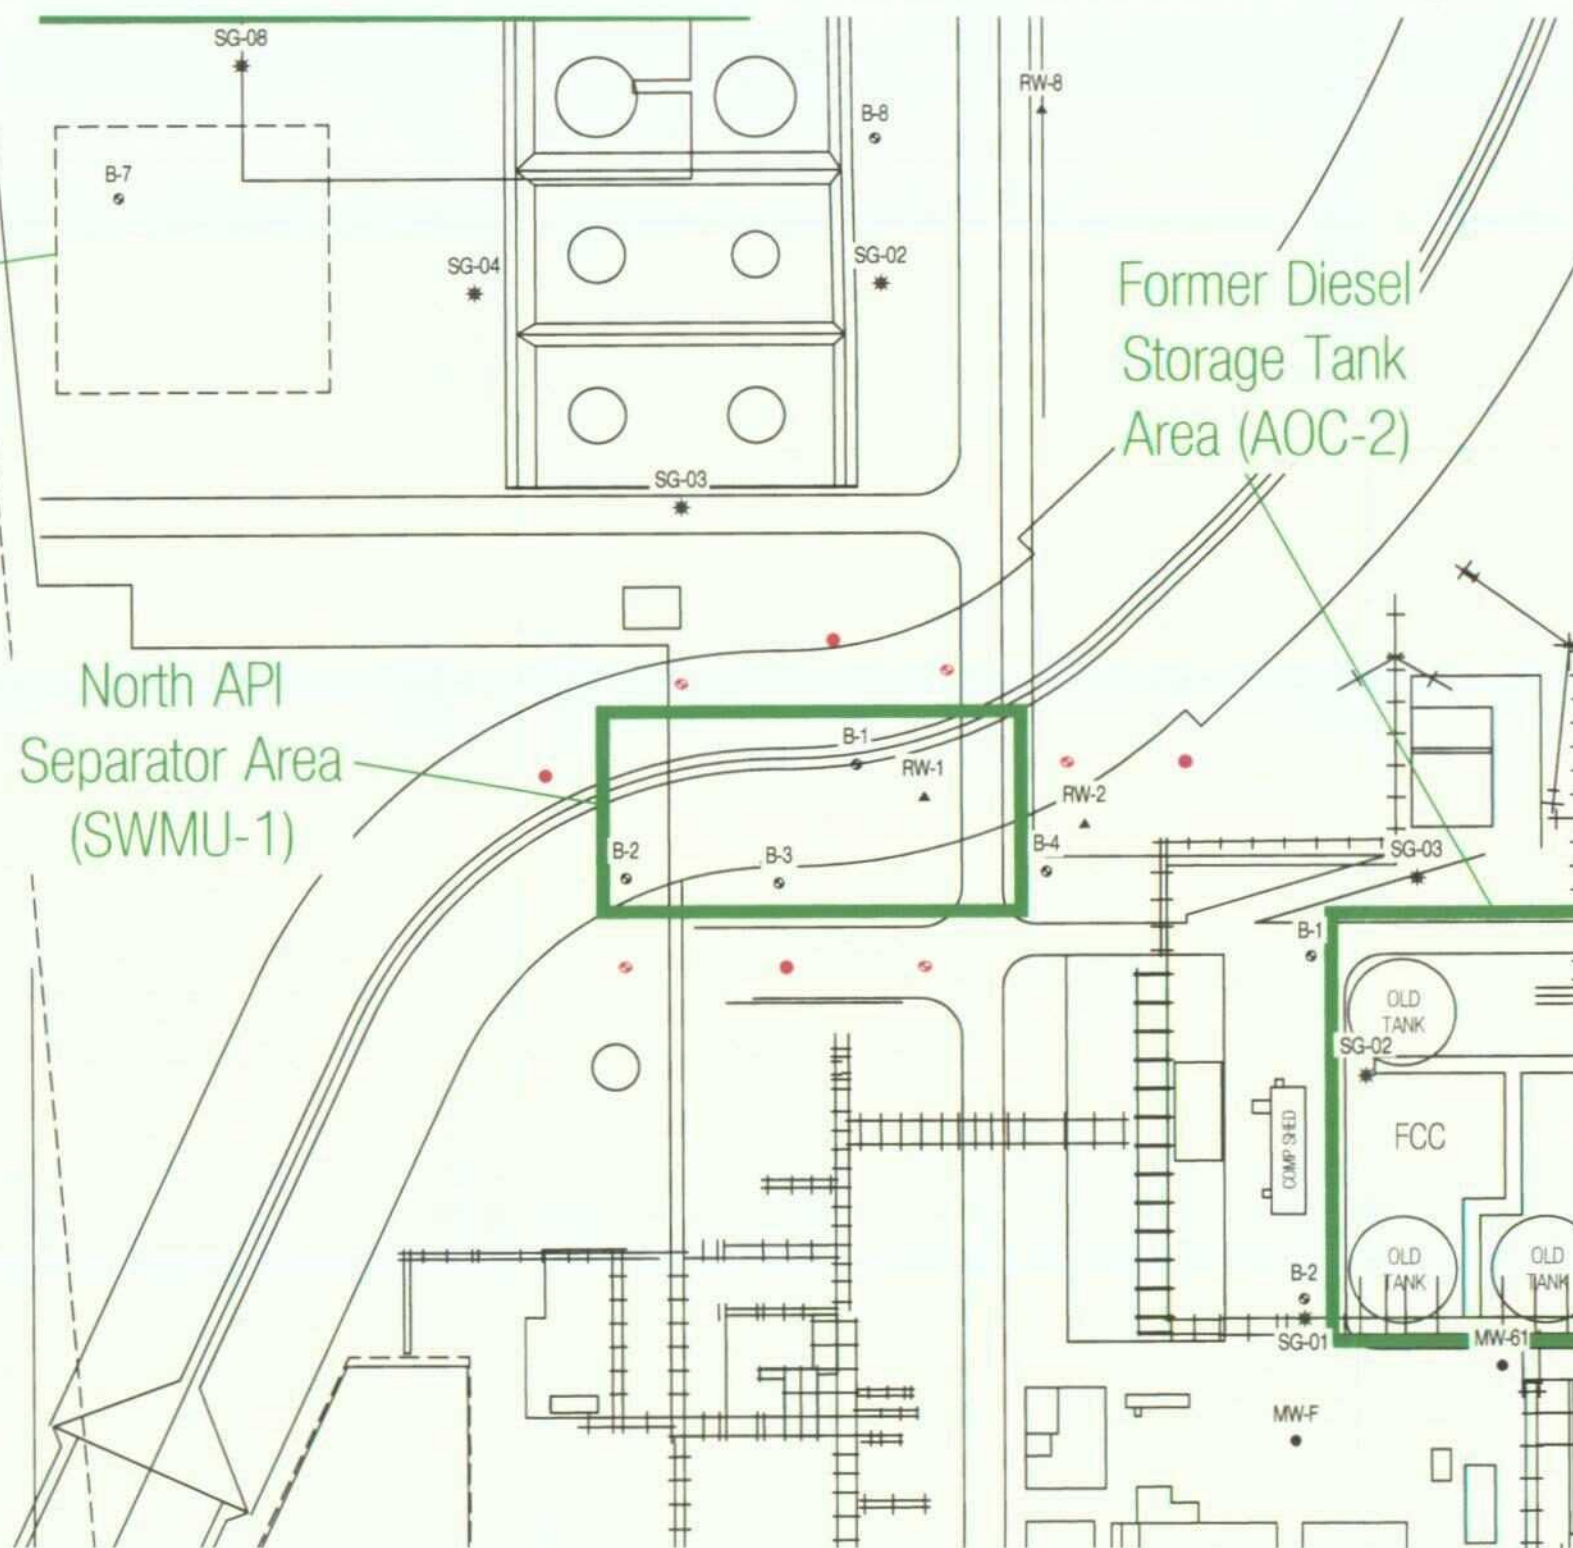 SG-08
RW-8
B-8
B-7
SG-04
SG-02
Former Diesel
Storage Tank
Area (AOC-2)
SG-03
North API
Separator Area
(SWMU-1)
B-1
RW-1
RW-2
B-2
B-3
B-4
SG-03
B-1
OLD
TANK
SG-02
FCC
COMP SHED
OLD
TANK
OLD
TANK
B-2
SG-01
MW-61
MW-F